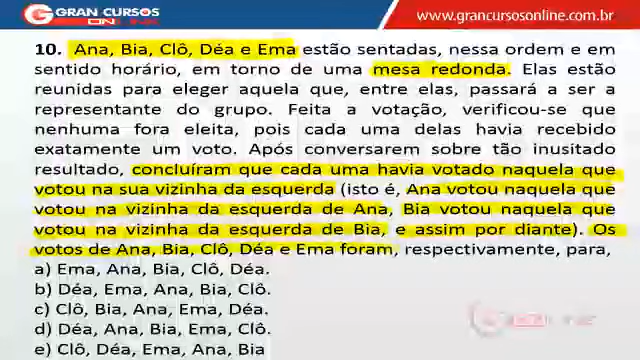 GRAN CURSOS
ONLINE
www.grancursosonline.com.br
10. Ana, Bia, Clô, Déa e Ema estão sentadas, nessa ordem e em
sentido horário, em torno de uma mesa redonda. Elas estão
reunidas para eleger aquela que, entre elas, passará a ser a
representante do grupo. Feita a votação, verificou-se que
nenhuma fora eleita, pois cada uma delas havia recebido
exatamente um voto. Após conversarem sobre tão inusitado
resultado, concluíram que cada uma havia votado naquela que
votou na sua vizinha da esquerda (isto é, Ana votou naquela que
votou na vizinha da esquerda de Ana, Bia votou naquela que
votou na vizinha da esquerda de Bia, e assim por diante). Os
votos de Ana, Bia, Clô, Déa e Ema foram, respectivamente, para,
a) Ema, Ana, Bia, Clô, Déa.
b) Déa, Ema, Ana, Bia, Clô.
c) Clô, Bia, Ana, Ema, Déa.
d) Déa, Ana, Bia, Ema, Clô.
e) Clô, Déa, Ema, Ana, Bia